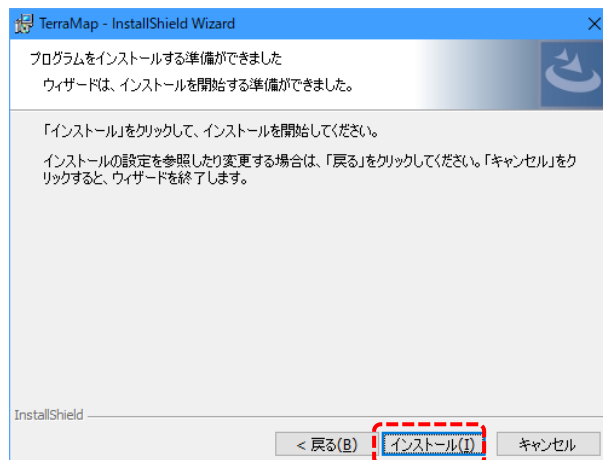 TerraMap - InstallShield Wizard
プログラムをインストールする準備ができました
ウィザードは、インストールを開始する準備ができました。
「インストール」をクリックして、インストールを開始してください。
インストールの設定を参照したり変更する場合は、「戻る」をクリックしてください。「キャンセル」をク
リックすると、ウィザードを終了します。
InstallShield
< 戻る(B) インストール(I) キャンセル